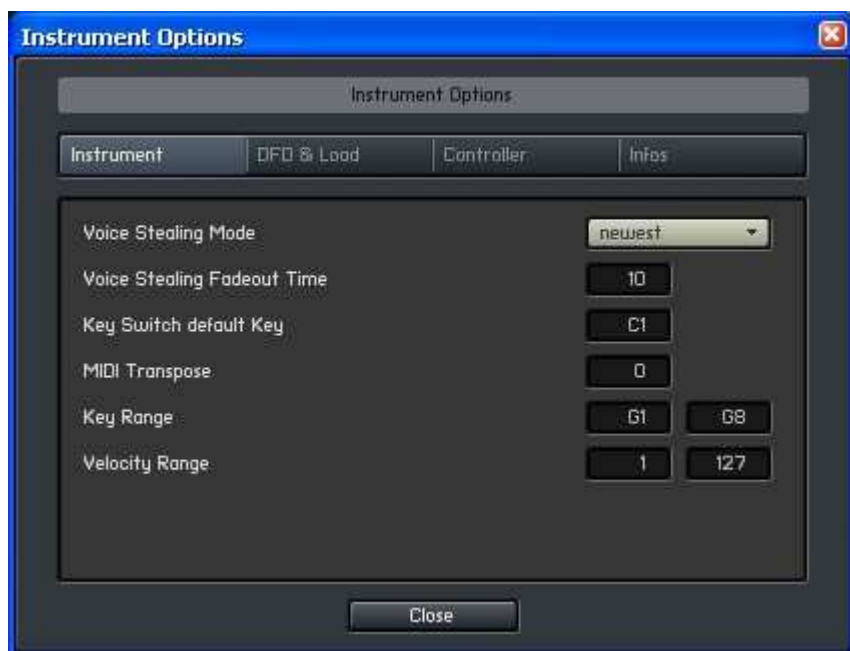 Instrument Options
Instrument Options
Instrument DFD & Load Controller Infos
Voice Stealing Mode newest
Voice Stealing Fadeout Time 10
Key Switch default Key C1
MIDI Transpose 0
Key Range G1 G8
Velocity Range 1 127
Close